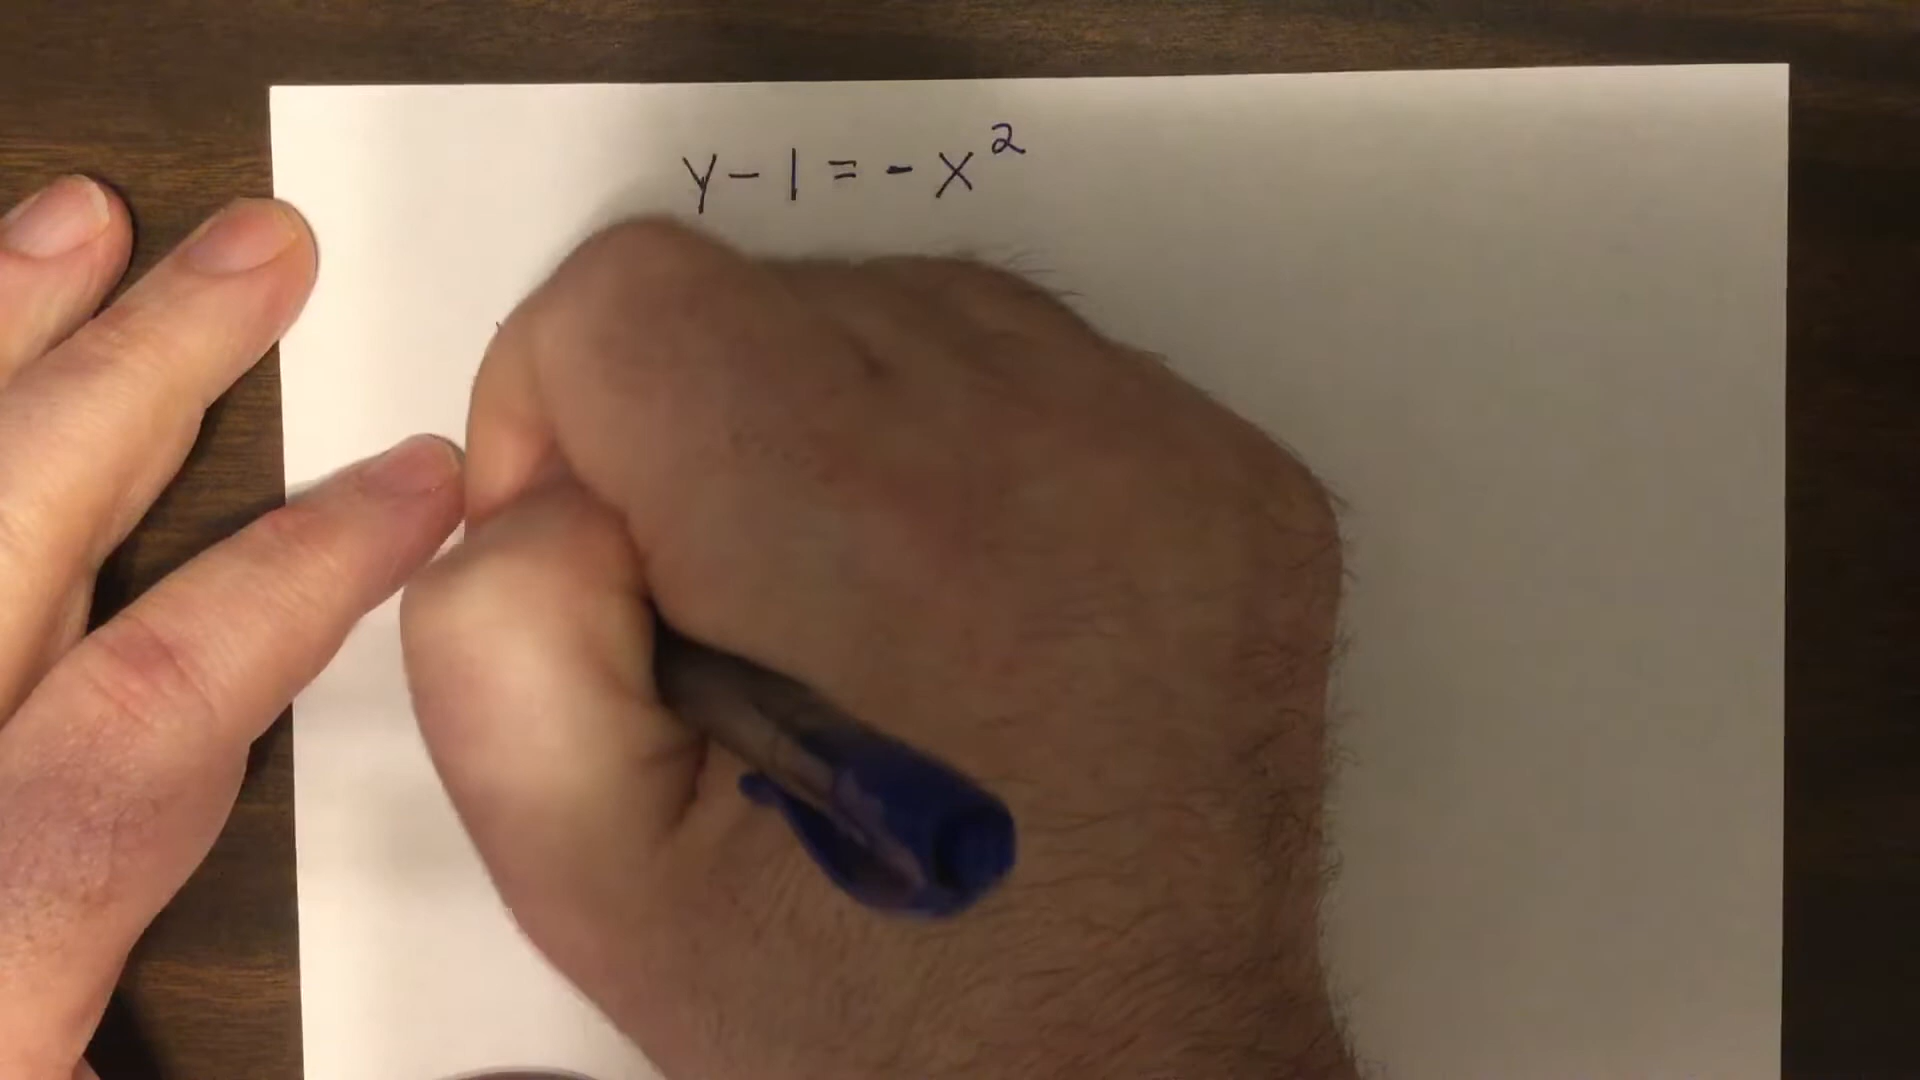 y - 1 = - x²